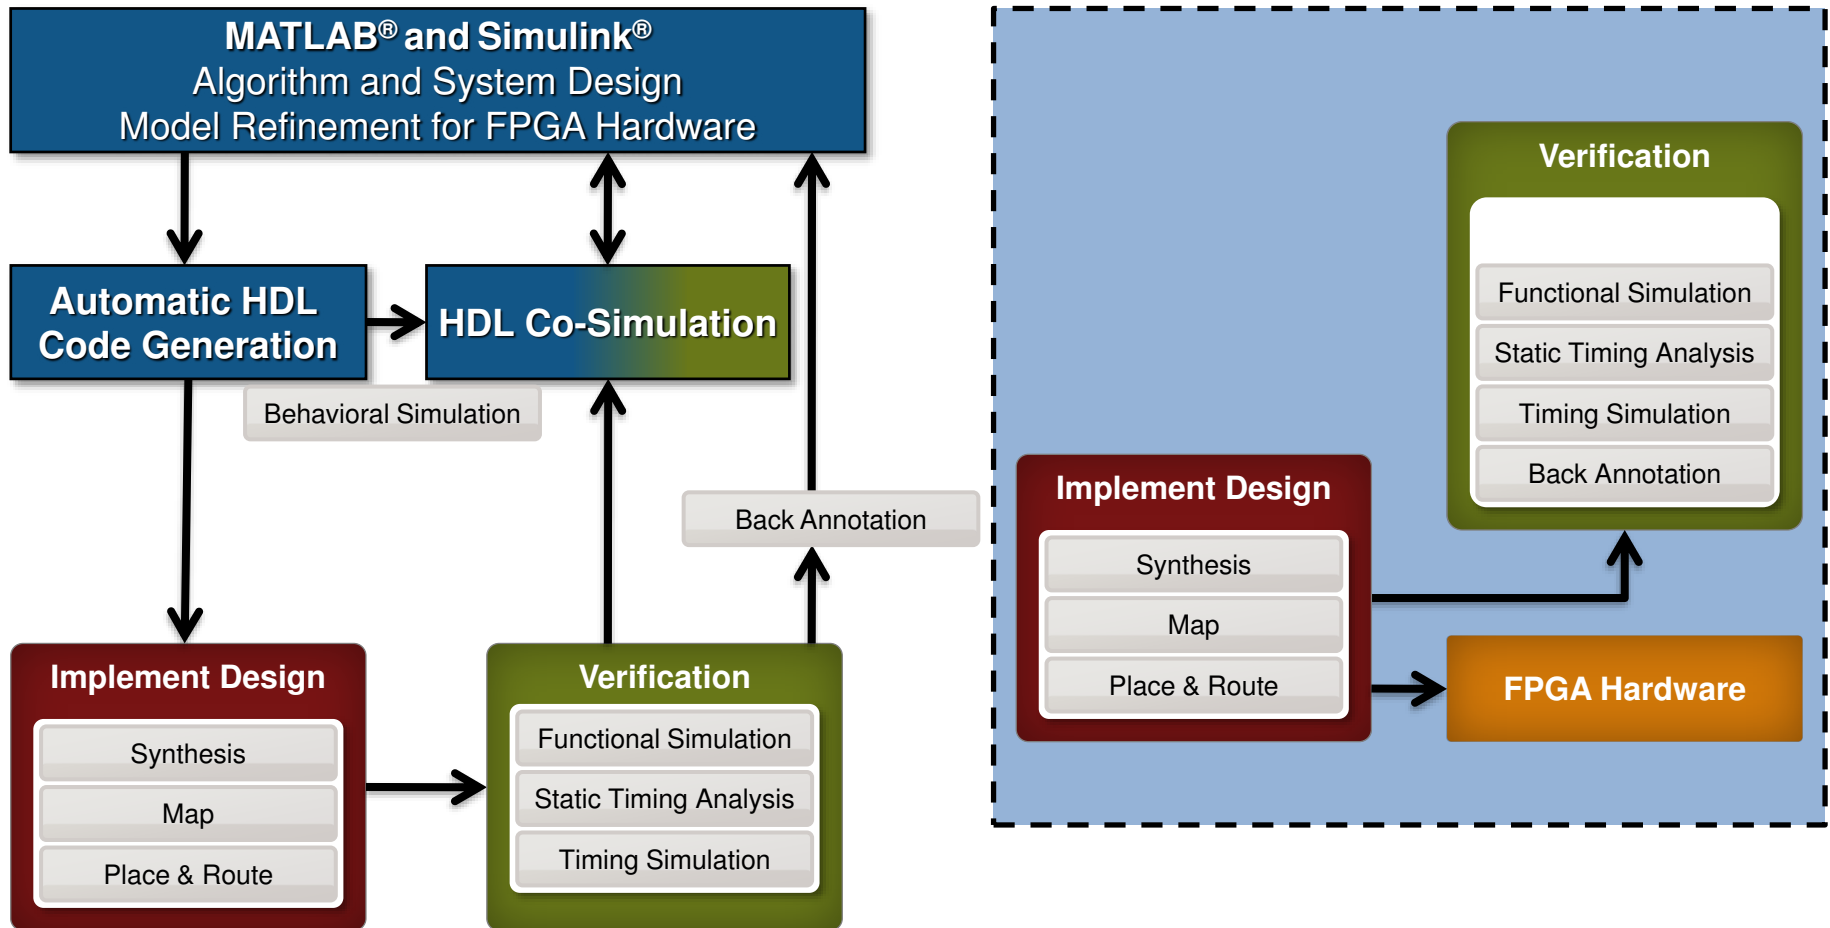 MATLAB® and Simulink®
Algorithm and System Design
Model Refinement for FPGA Hardware
Automatic HDL
Code Generation
HDL Co-Simulation
Behavioral Simulation
Back Annotation
Implement Design
Synthesis
Map
Place & Route
Verification
Functional Simulation
Static Timing Analysis
Timing Simulation
Verification
Functional Simulation
Static Timing Analysis
Timing Simulation
Back Annotation
Implement Design
Synthesis
Map
Place & Route
FPGA Hardware